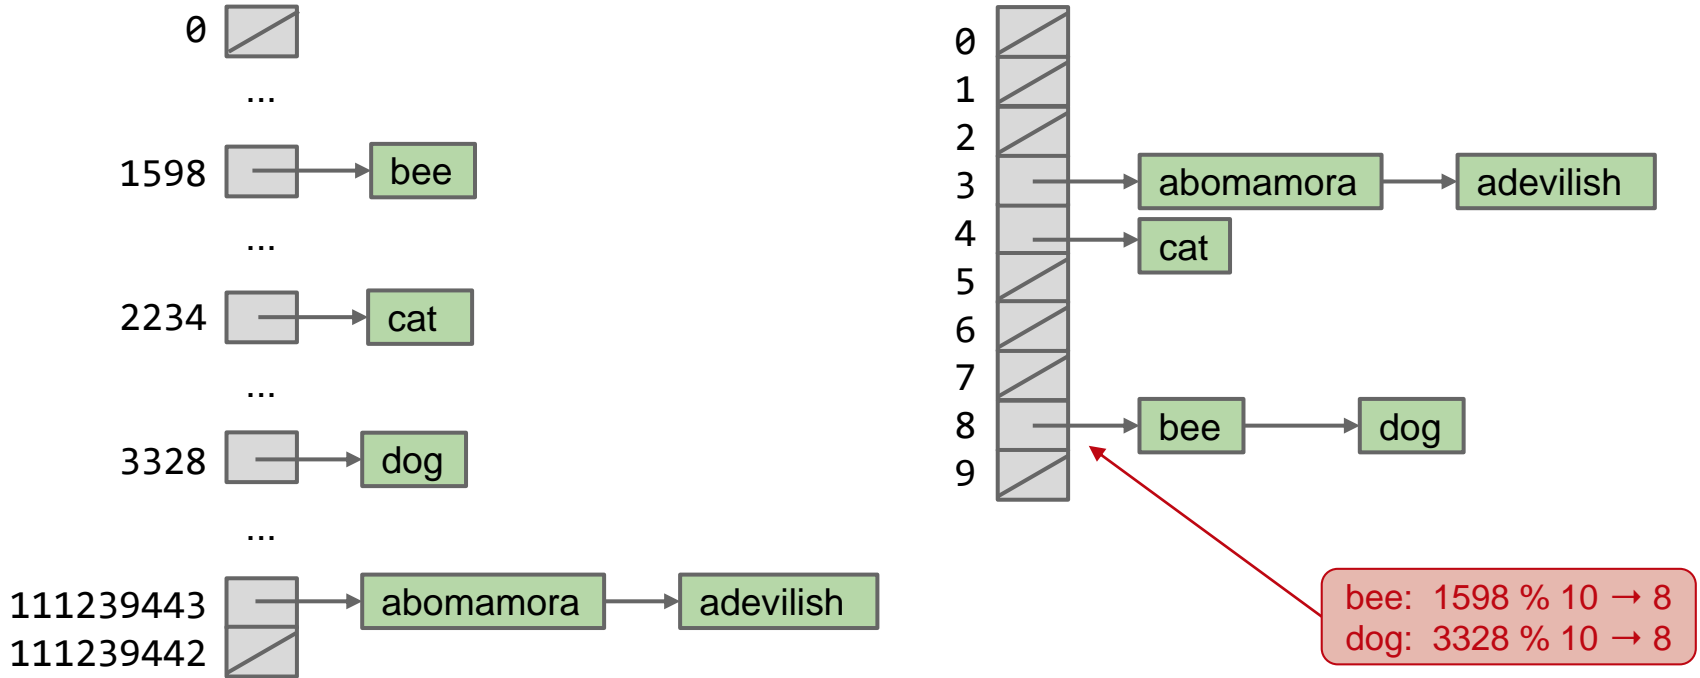 0
...
1598 bee
...
2234 cat
...
3328 dog
...
111239443 abomamora adevilish
111239442
0
1
2
3 abomamora adevilish
4 cat
5
6
7
8 bee dog
9
bee: 1598 % 10 → 8
dog: 3328 % 10 → 8